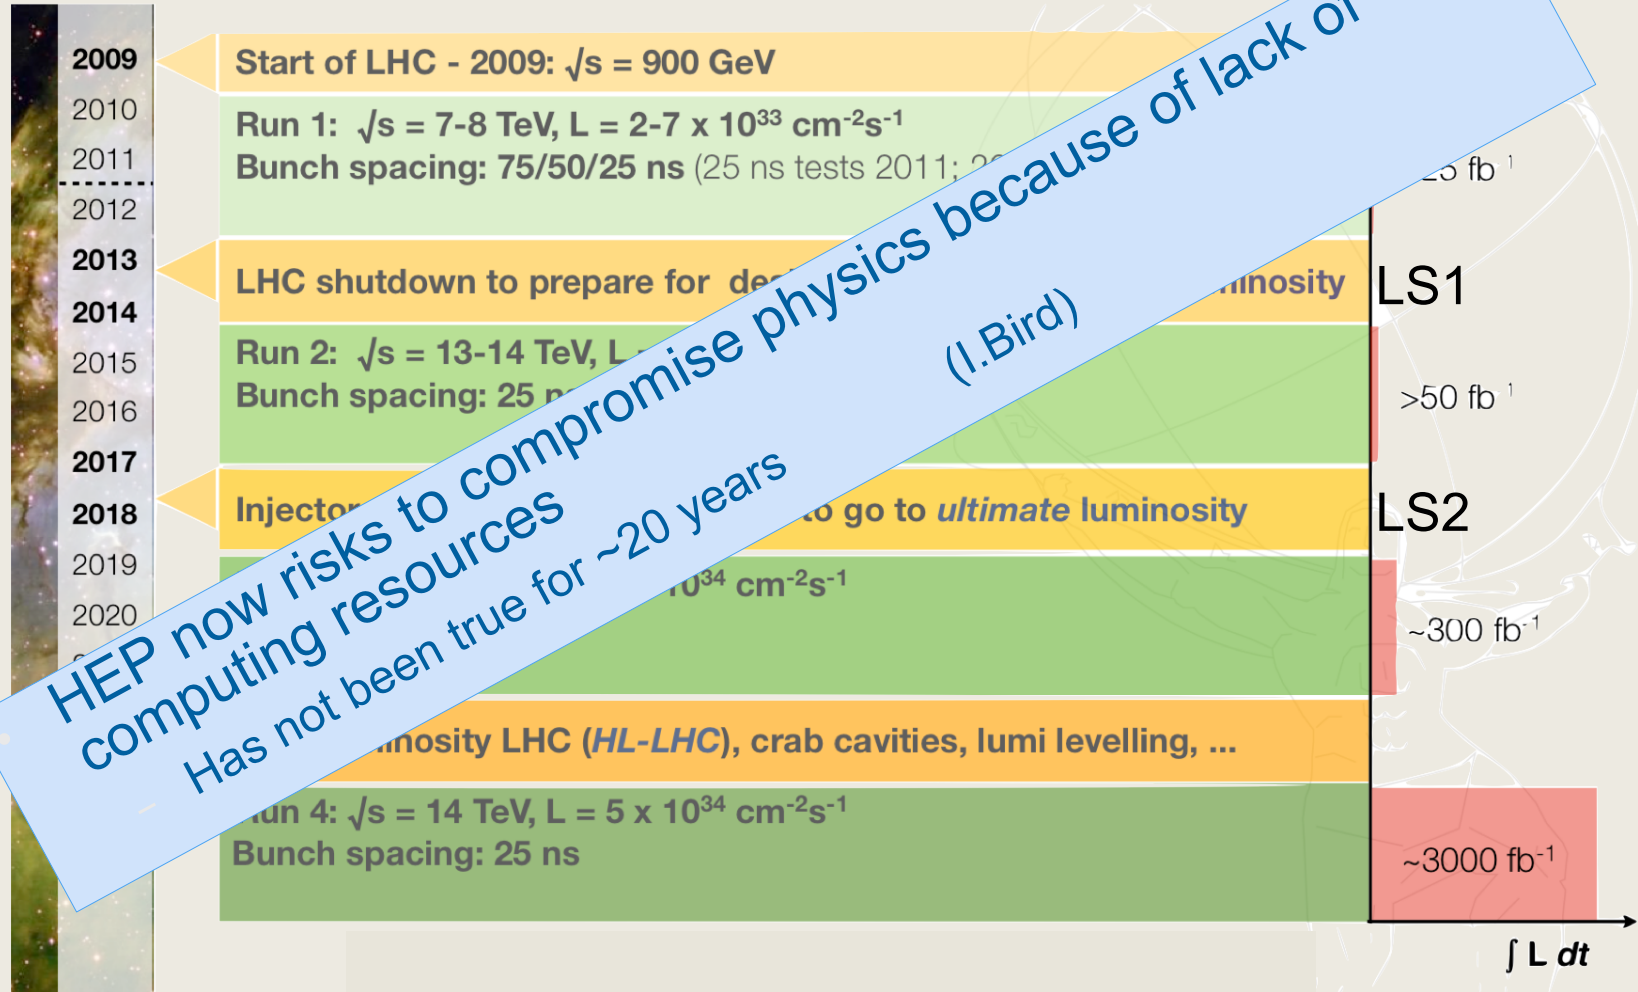 2009
2010
2011
2012
2013
2014
2015
2016
2017
2018
2019
2020
Start of LHC - 2009: √s = 900 GeV
Run 1: √s = 7-8 TeV, L = 2-7 x 10³³ cm⁻²s⁻¹
Bunch spacing: 75/50/25 ns (25 ns tests 2011;
25 fb⁻¹
LHC shutdown to prepare for
LS1
Run 2: √s = 13-14 TeV, L
Bunch spacing: 25
>50 fb⁻¹
to go to ultimate luminosity
LS2
cm⁻²s⁻¹
~300 fb⁻¹
LHC (HL-LHC), crab cavities, lumi levelling, ...
Run 4: √s = 14 TeV, L = 5 x 10³⁴ cm⁻²s⁻¹
Bunch spacing: 25 ns
~3000 fb⁻¹
∫ L dt
HEP now risks to compromise physics because of lack of
computing resources
Has not been true for ~20 years
(I.Bird)